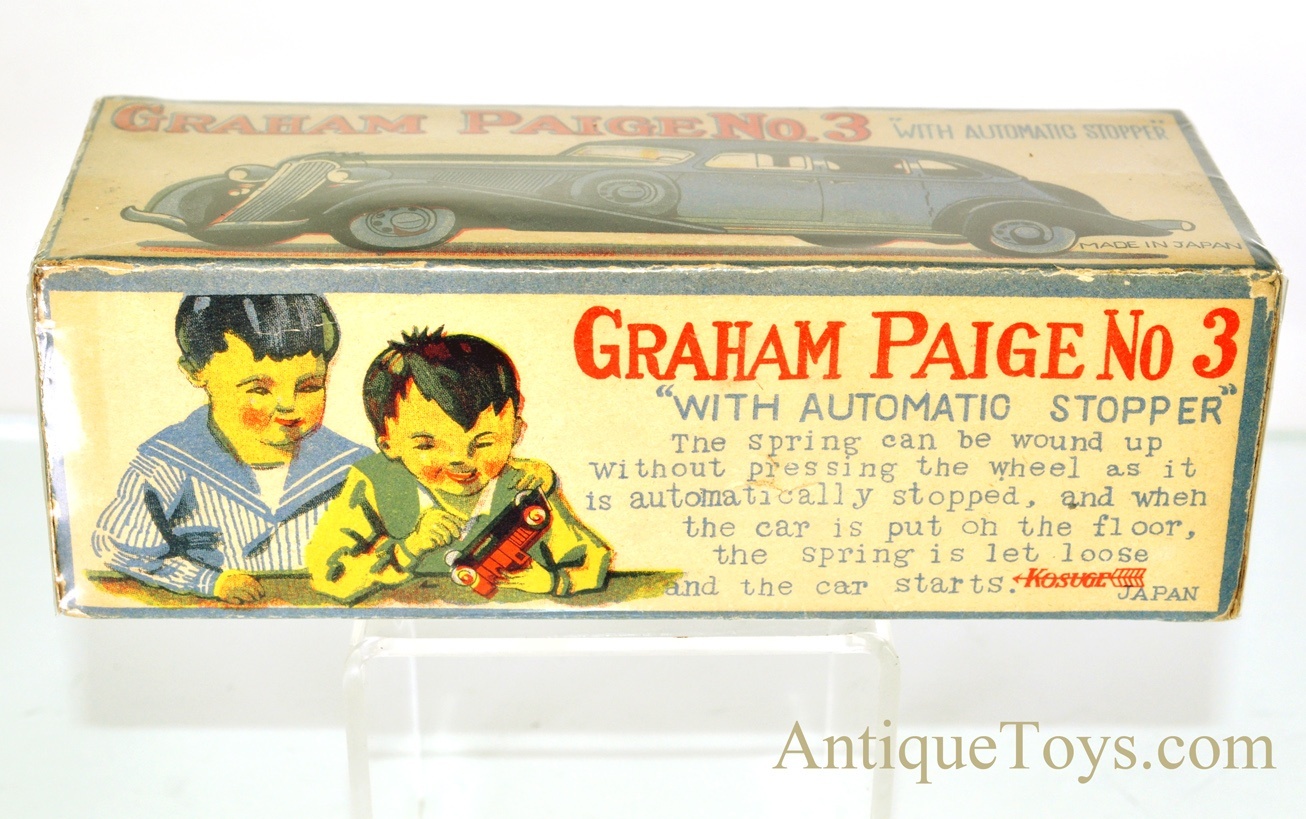 GRAHAM PAIGE NO. 3 "WITH AUTOMATIC STOPPER"
MADE IN JAPAN
GRAHAM PAIGE NO 3
"WITH AUTOMATIC STOPPER"
The spring can be wound up
without pressing the wheel as it
is automatically stopped, and when
the car is put on the floor,
the spring is let loose
and the car starts. KOSUGE
JAPAN
AntiqueToys.com